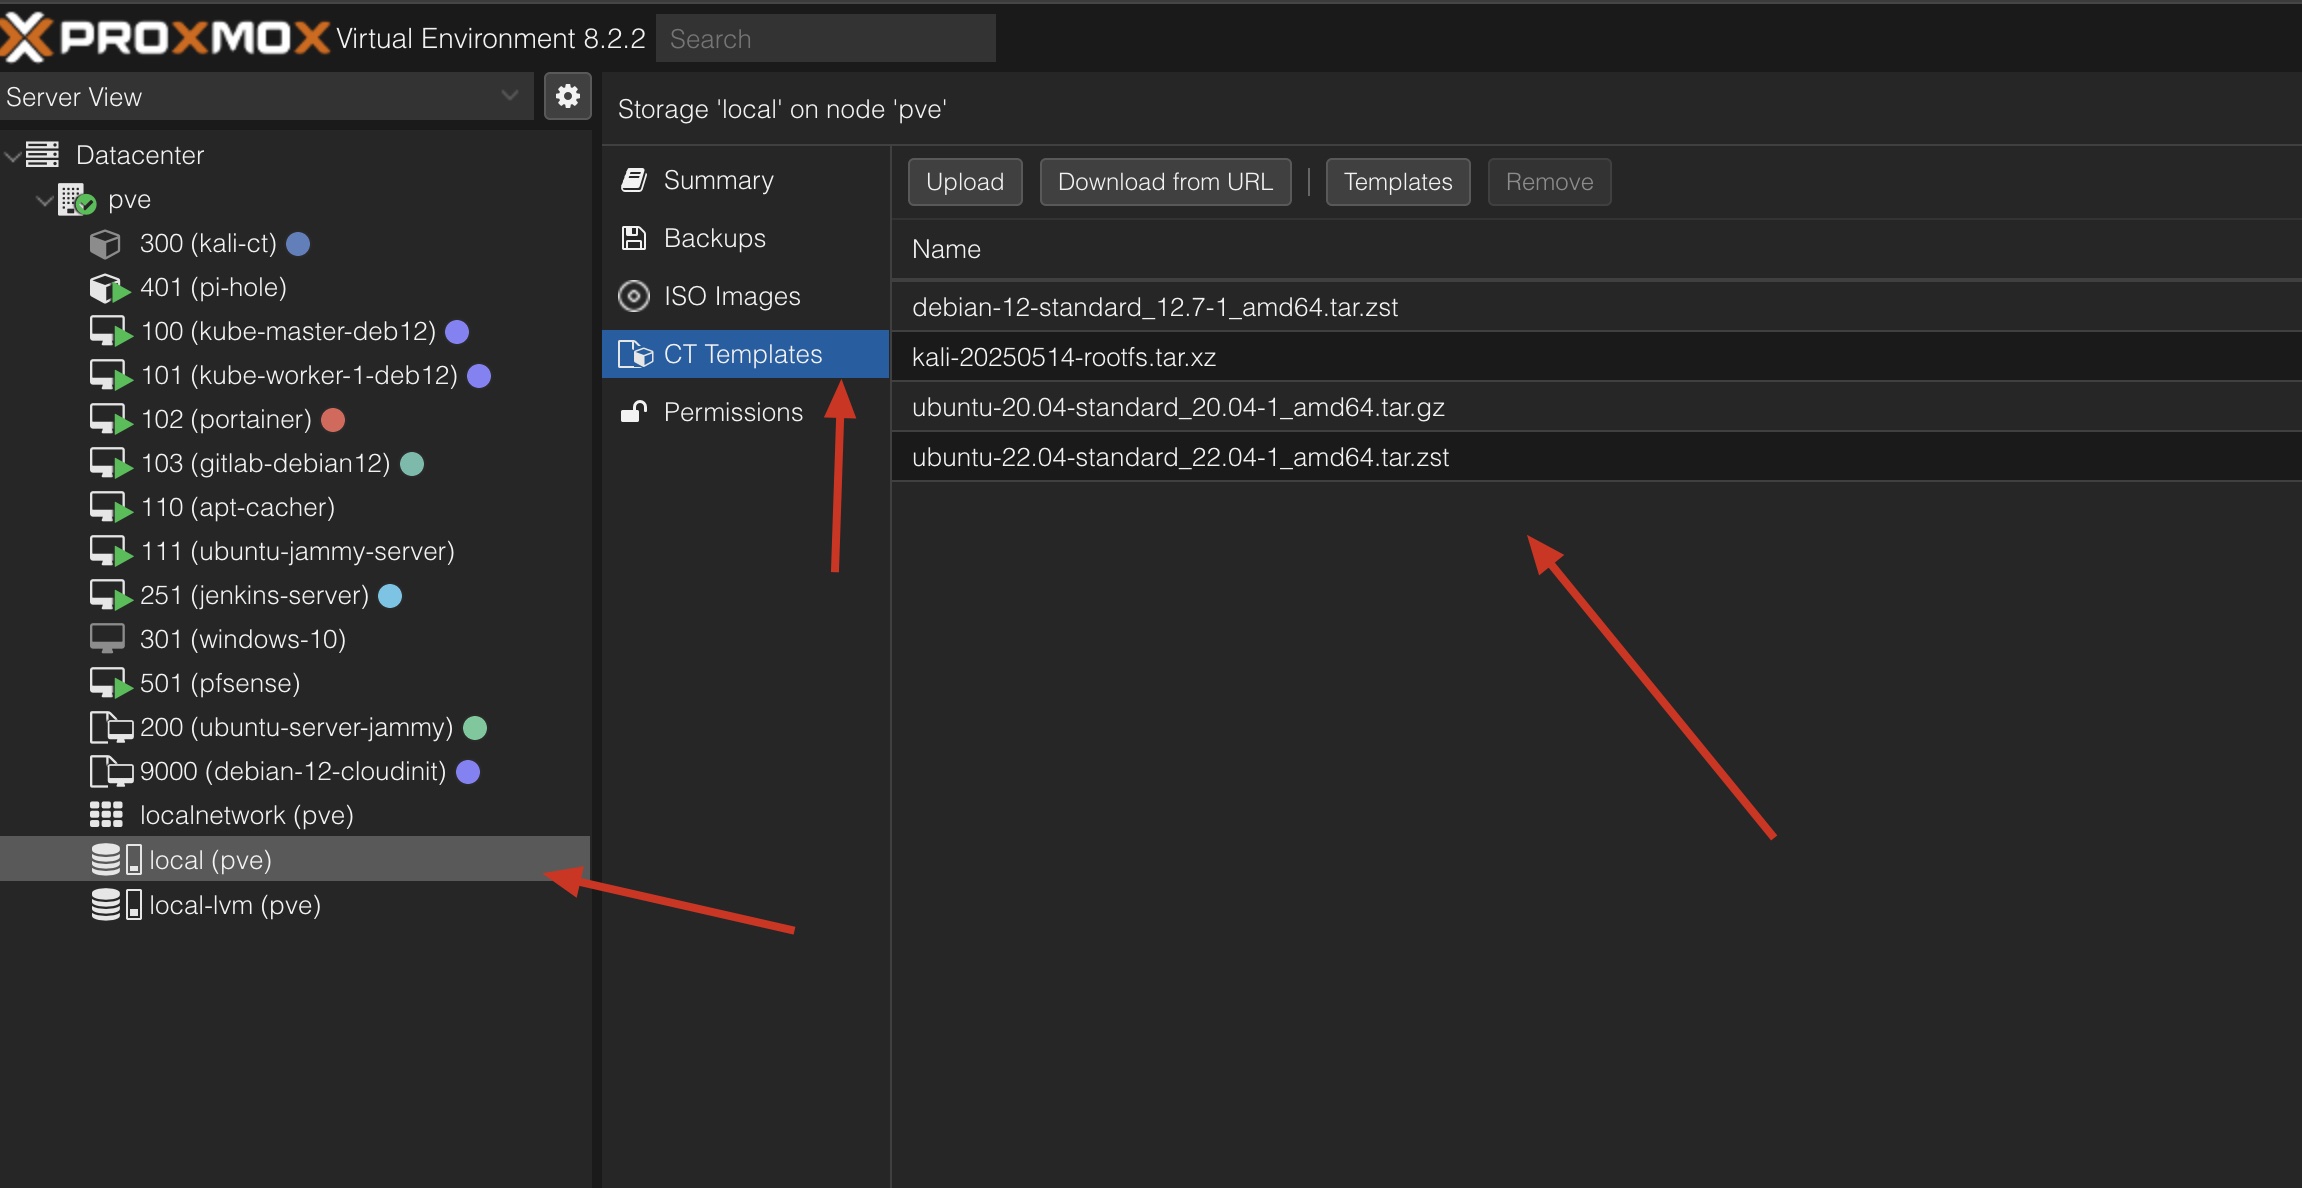 PROXMOX Virtual Environment 8.2.2 Search
Server View
Datacenter
pve
300 (kali-ct)
401 (pi-hole)
100 (kube-master-deb12)
101 (kube-worker-1-deb12)
102 (portainer)
103 (gitlab-debian12)
110 (apt-cacher)
111 (ubuntu-jammy-server)
251 (jenkins-server)
301 (windows-10)
501 (pfsense)
200 (ubuntu-server-jammy)
9000 (debian-12-cloudinit)
localnetwork (pve)
local (pve)
local-lvm (pve)
Storage 'local' on node 'pve'
Summary
Backups
ISO Images
CT Templates
Permissions
Upload Download from URL | Templates Remove
Name
debian-12-standard_12.7-1_amd64.tar.zst
kali-20250514-rootfs.tar.xz
ubuntu-20.04-standard_20.04-1_amd64.tar.gz
ubuntu-22.04-standard_22.04-1_amd64.tar.zst